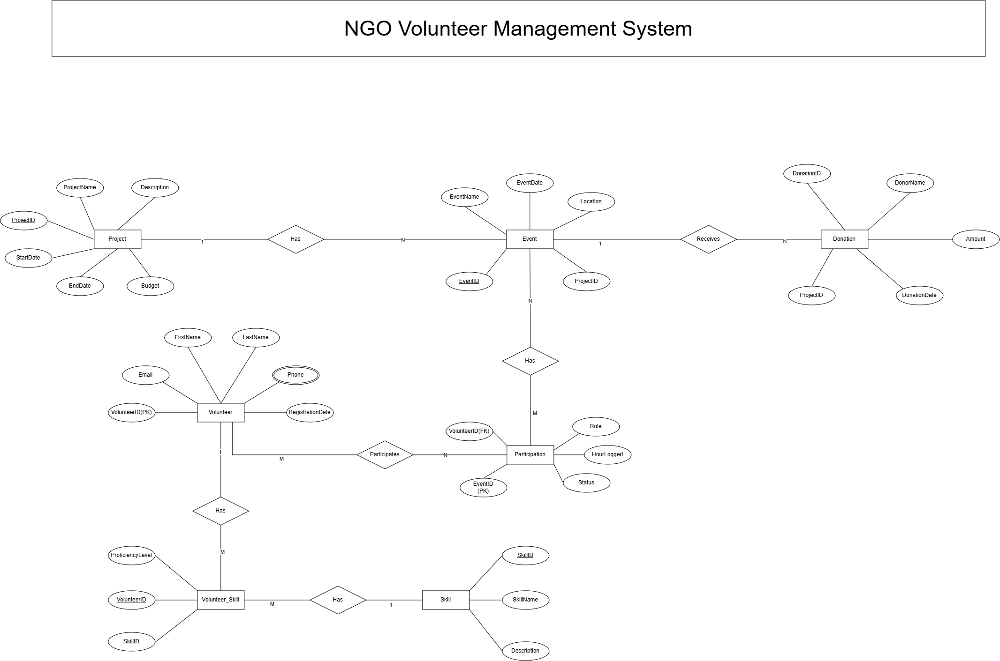 NGO Volunteer Management System
DonationID
EventDate
DonorName
ProjectName
Description
EventName
Location
ProjectID
Project
1
Has
N
Event
1
Receives
N
Donation
Amount
StartDate
EndDate
Budget
EventID
ProjectID
ProjectID
DonationDate
N
FirstName
LastName
Has
Email
Phone
VolunteerID(PK)
Volunteer
RegistrationDate
M
VolunteerID(FK)
Role
1
M
Participates
N
Participation
HourLogged
EventID
(PK)
Status
Has
M
ProficiencyLevel
SkillID
VolunteerID
Volunteer_Skill
M
Has
1
Skill
SkillName
SkillID
Description